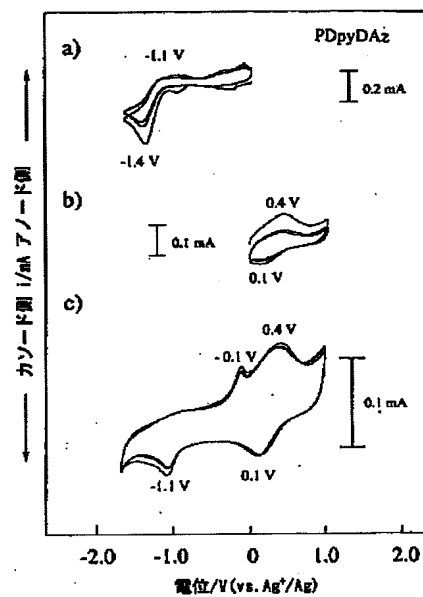 a)
PDpyDAz
-1.1 V
0.2 mA
-1.4 V
b)
0.4 V
0.1 mA
0.1 V
c)
-0.1 V
0.4 V
0.1 mA
-1.1 V
0.1 V
カソード側 i/mA アノード側
-2.0 -1.0 0 1.0 2.0
電位/V(vs. Ag⁺/Ag)